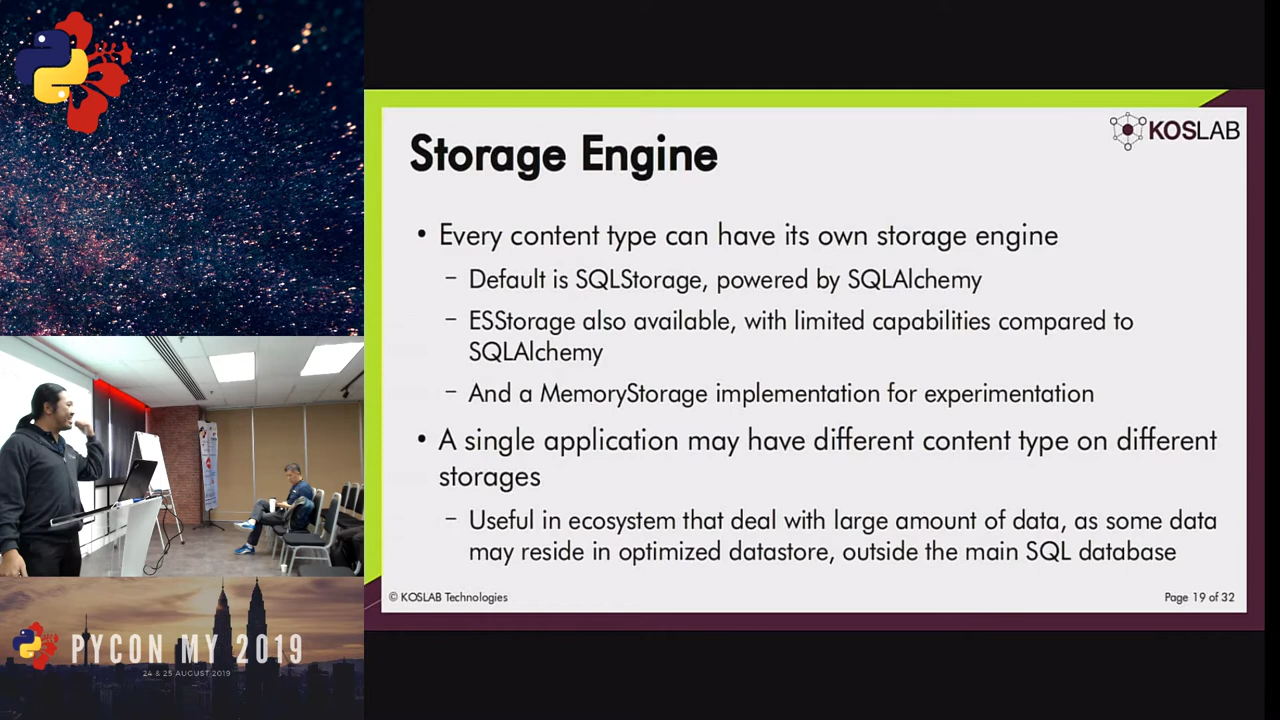 KOSLAB
Storage Engine
• Every content type can have its own storage engine
– Default is SQLStorage, powered by SQLAlchemy
– ESStorage also available, with limited capabilities compared to
SQLAlchemy
– And a MemoryStorage implementation for experimentation
• A single application may have different content type on different
storages
– Useful in ecosystem that deal with large amount of data, as some data
may reside in optimized datastore, outside the main SQL database
© KOSLAB Technologies
Page 19 of 32
PYCON MY 2019
24 & 25 AUGUST 2019